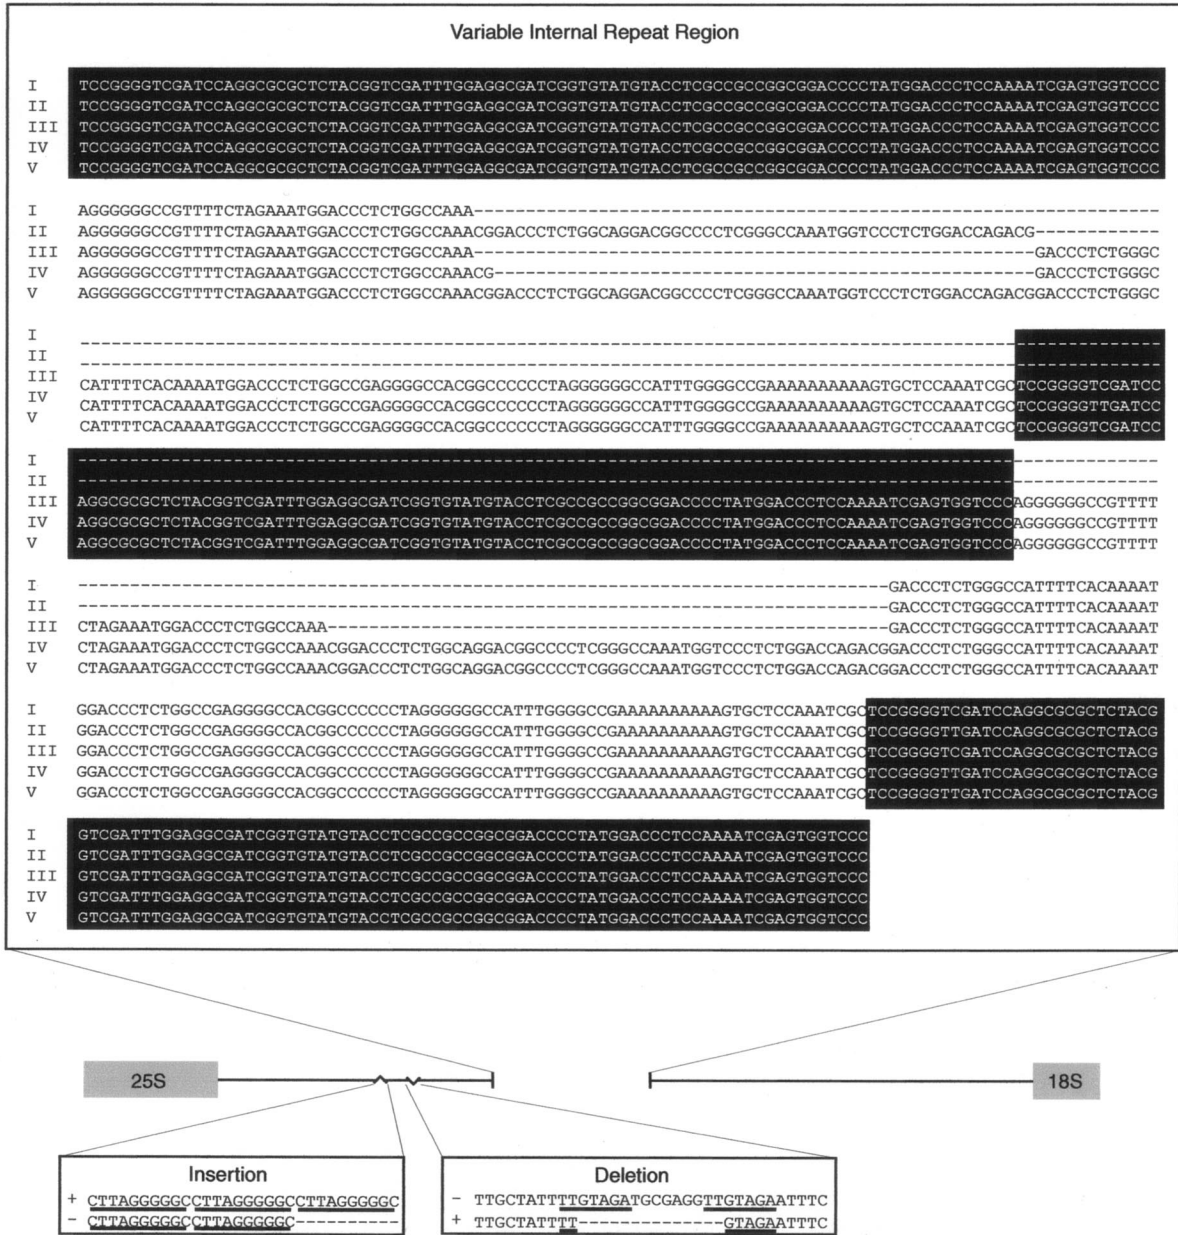 Variable Internal Repeat Region
I TCCGGGGTCGATCCAGGCGCGCTCTACGGTCGATTTGGAGGCGATCGGTGTATGTACCTCGCCGCCGGCGGACCCCTATGGACCCTCCAAAATCGAGTGGTCCC
II TCCGGGGTCGATCCAGGCGCGCTCTACGGTCGATTTGGAGGCGATCGGTGTATGTACCTCGCCGCCGGCGGACCCCTATGGACCCTCCAAAATCGAGTGGTCCC
III TCCGGGGTCGATCCAGGCGCGCTCTACGGTCGATTTGGAGGCGATCGGTGTATGTACCTCGCCGCCGGCGGACCCCTATGGACCCTCCAAAATCGAGTGGTCCC
IV TCCGGGGTCGATCCAGGCGCGCTCTACGGTCGATTTGGAGGCGATCGGTGTATGTACCTCGCCGCCGGCGGACCCCTATGGACCCTCCAAAATCGAGTGGTCCC
V TCCGGGGTCGATCCAGGCGCGCTCTACGGTCGATTTGGAGGCGATCGGTGTATGTACCTCGCCGCCGGCGGACCCCTATGGACCCTCCAAAATCGAGTGGTCCC
I AGGGGGGCCGTTTTCTAGAAATGGACCCTCTGGCCAAA------------------------------------------------------------------
II AGGGGGGCCGTTTTCTAGAAATGGACCCTCTGGCCAAACGGACCCTCTGGCAGGACGGCCCCTCGGGCCAAATGGTCCCTCTGGACCAGACG------------
III AGGGGGGCCGTTTTCTAGAAATGGACCCTCTGGCCAAA------------------------------------------------------GACCCTCTGGGC
IV AGGGGGGCCGTTTTCTAGAAATGGACCCTCTGGCCAAACG----------------------------------------------------GACCCTCTGGGC
V AGGGGGGCCGTTTTCTAGAAATGGACCCTCTGGCCAAACGGACCCTCTGGCAGGACGGCCCCTCGGGCCAAATGGTCCCTCTGGACCAGACGGACCCTCTGGGC
I --------------------------------------------------------------------------------------------------------
II --------------------------------------------------------------------------------------------------------
III CATTTTCACAAAATGGACCCTCTGGCCGAGGGGCCACGGCCCCCCTAGGGGGGCCATTTGGGGCCGAAAAAAAAAAGTGCTCCAAATCGCTCCGGGGTCGATCC
IV CATTTTCACAAAATGGACCCTCTGGCCGAGGGGCCACGGCCCCCCTAGGGGGGCCATTTGGGGCCGAAAAAAAAAAGTGCTCCAAATCGCTCCGGGGTTGATCC
V CATTTTCACAAAATGGACCCTCTGGCCGAGGGGCCACGGCCCCCCTAGGGGGGCCATTTGGGGCCGAAAAAAAAAAGTGCTCCAAATCGCTCCGGGGTCGATCC
I --------------------------------------------------------------------------------------------------------
II --------------------------------------------------------------------------------------------------------
III AGGCGCGCTCTACGGTCGATTTGGAGGCGATCGGTGTATGTACCTCGCCGCCGGCGGACCCCTATGGACCCTCCAAAATCGAGTGGTCCCAGGGGGGCCGTTTT
IV AGGCGCGCTCTACGGTCGATTTGGAGGCGATCGGTGTATGTACCTCGCCGCCGGCGGACCCCTATGGACCCTCCAAAATCGAGTGGTCCCAGGGGGGCCGTTTT
V AGGCGCGCTCTACGGTCGATTTGGAGGCGATCGGTGTATGTACCTCGCCGCCGGCGGACCCCTATGGACCCTCCAAAATCGAGTGGTCCCAGGGGGGCCGTTTT
I ------------------------------------------------------------------------------GACCCTCTGGGCCATTTTCACAAAAT
II ------------------------------------------------------------------------------GACCCTCTGGGCCATTTTCACAAAAT
III CTAGAAATGGACCCTCTGGCCAAA------------------------------------------------------GACCCTCTGGGCCATTTTCACAAAAT
IV CTAGAAATGGACCCTCTGGCCAAACGGACCCTCTGGCAGGACGGCCCCTCGGGCCAAATGGTCCCTCTGGACCAGACGGACCCTCTGGGCCATTTTCACAAAAT
V CTAGAAATGGACCCTCTGGCCAAACGGACCCTCTGGCAGGACGGCCCCTCGGGCCAAATGGTCCCTCTGGACCAGACGGACCCTCTGGGCCATTTTCACAAAAT
I GGACCCTCTGGCCGAGGGGCCACGGCCCCCCTAGGGGGGCCATTTGGGGCCGAAAAAAAAAAGTGCTCCAAATCGCTCCGGGGTCGATCCAGGCGCGCTCTACG
II GGACCCTCTGGCCGAGGGGCCACGGCCCCCCTAGGGGGGCCATTTGGGGCCGAAAAAAAAAAGTGCTCCAAATCGCTCCGGGGTTGATCCAGGCGCGCTCTACG
III GGACCCTCTGGCCGAGGGGCCACGGCCCCCCTAGGGGGGCCATTTGGGGCCGAAAAAAAAAAGTGCTCCAAATCGCTCCGGGGTCGATCCAGGCGCGCTCTACG
IV GGACCCTCTGGCCGAGGGGCCACGGCCCCCCTAGGGGGGCCATTTGGGGCCGAAAAAAAAAAGTGCTCCAAATCGCTCCGGGGTTGATCCAGGCGCGCTCTACG
V GGACCCTCTGGCCGAGGGGCCACGGCCCCCCTAGGGGGGCCATTTGGGGCCGAAAAAAAAAAGTGCTCCAAATCGCTCCGGGGTTGATCCAGGCGCGCTCTACG
I GTCGATTTGGAGGCGATCGGTGTATGTACCTCGCCGCCGGCGGACCCCTATGGACCCTCCAAAATCGAGTGGTCCC
II GTCGATTTGGAGGCGATCGGTGTATGTACCTCGCCGCCGGCGGACCCCTATGGACCCTCCAAAATCGAGTGGTCCC
III GTCGATTTGGAGGCGATCGGTGTATGTACCTCGCCGCCGGCGGACCCCTATGGACCCTCCAAAATCGAGTGGTCCC
IV GTCGATTTGGAGGCGATCGGTGTATGTACCTCGCCGCCGGCGGACCCCTATGGACCCTCCAAAATCGAGTGGTCCC
V GTCGATTTGGAGGCGATCGGTGTATGTACCTCGCCGCCGGCGGACCCCTATGGACCCTCCAAAATCGAGTGGTCCC
25S
18S
Insertion
+ CTTAGGGGGCCTTAGGGGGCCTTAGGGGGC
- CTTAGGGGGCCTTAGGGGGC----------
Deletion
- TTGCTATTTTGTAGATGCGAGGTTGTAGAATTTC
+ TTGCTATTTT--------------GTAGAATTTC